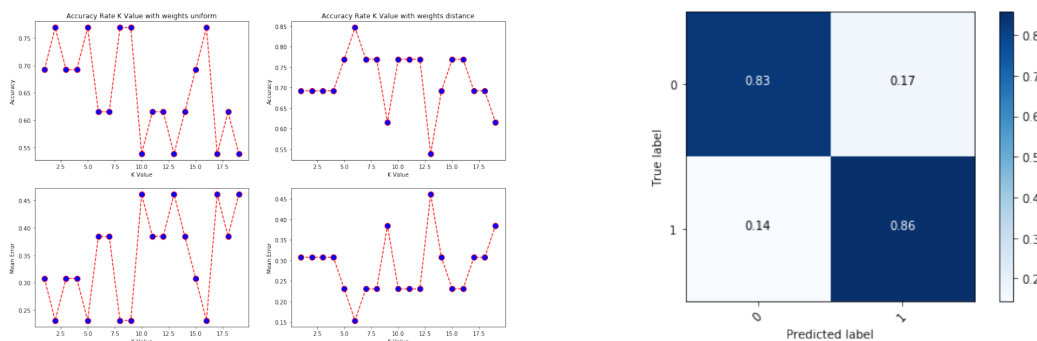 Accuracy Rate K Value with weights uniform
0.75
0.70
0.65
0.60
0.55
Accuracy
2.5 5.0 7.5 10.0 12.5 15.0 17.5
K Value
Accuracy Rate K Value with weights distance
0.85
0.80
0.75
0.70
0.65
0.60
0.55
Accuracy
2.5 5.0 7.5 10.0 12.5 15.0 17.5
K Value
0.45
0.40
0.35
0.30
0.25
Mean Error
2.5 5.0 7.5 10.0 12.5 15.0 17.5
K Value
0.45
0.40
0.35
0.30
0.25
0.20
0.15
Mean Error
2.5 5.0 7.5 10.0 12.5 15.0 17.5
K Value
True label
0
1
0.83 0.17
0.14 0.86
0 1
Predicted label
0.8
0.7
0.6
0.5
0.4
0.3
0.2